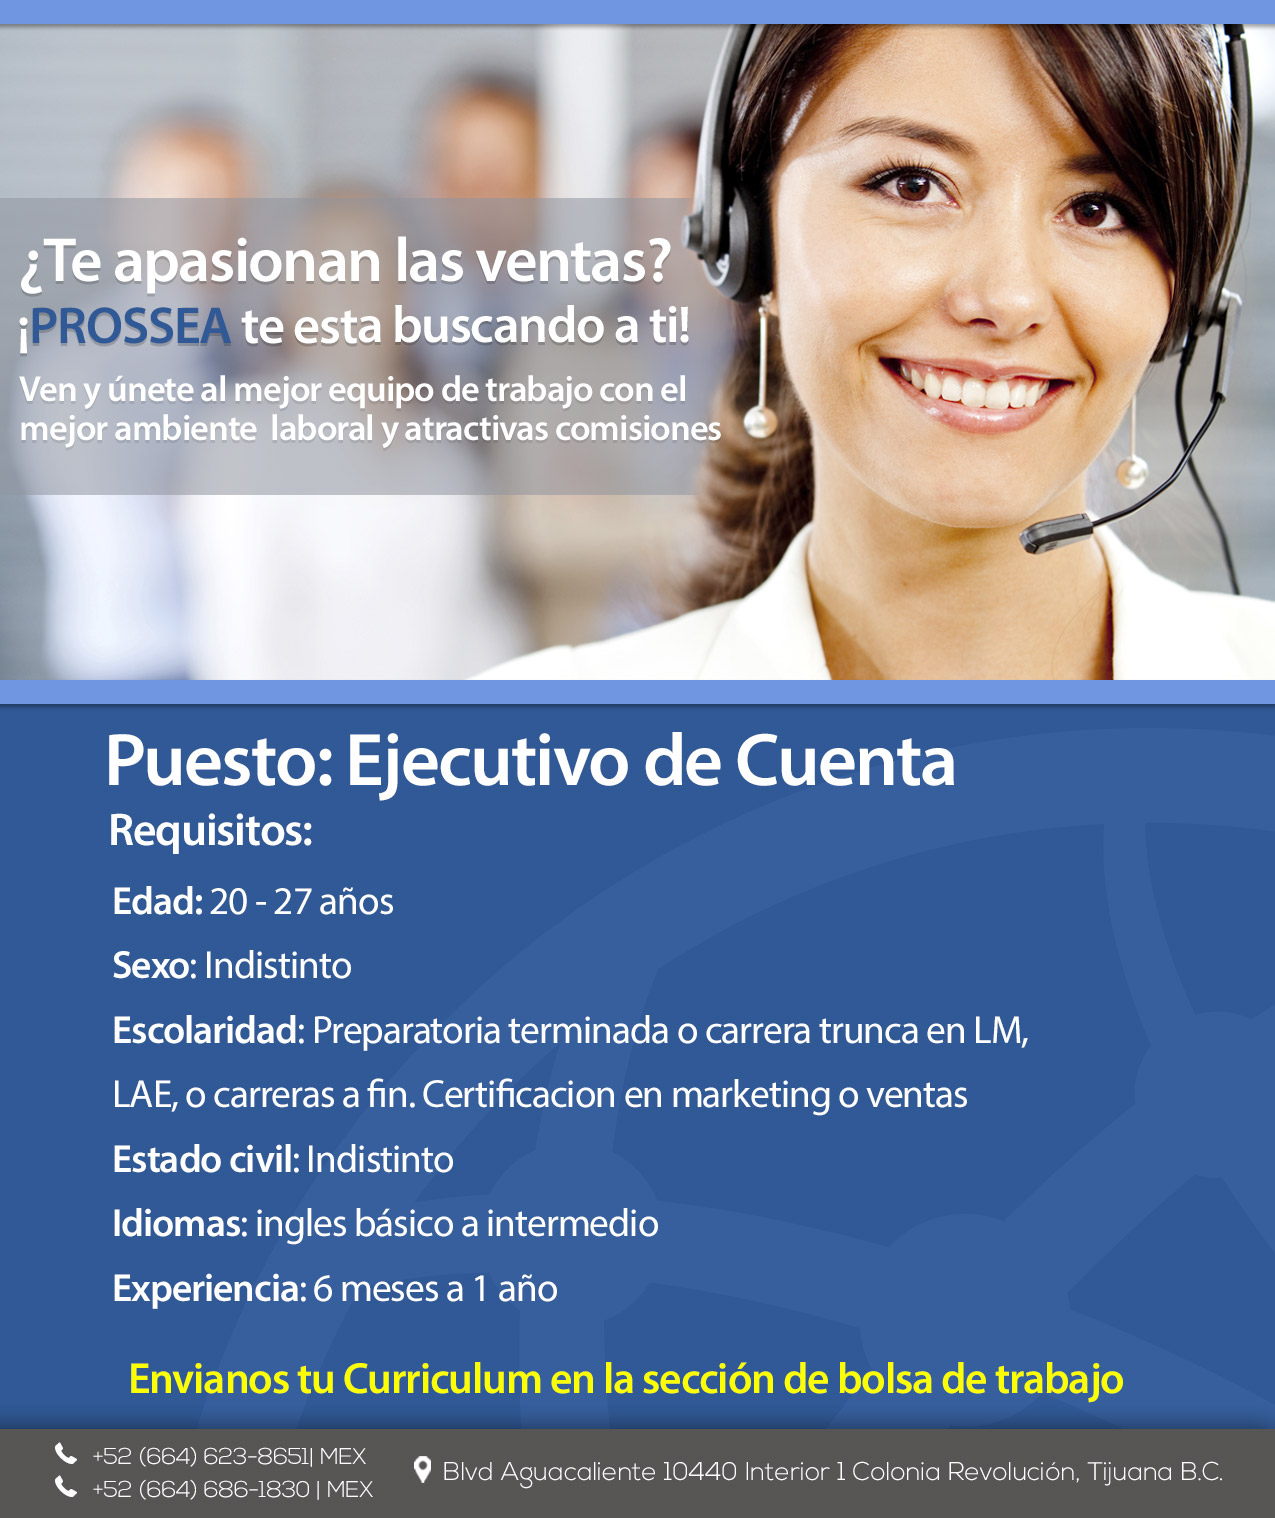 ¿Te apasionan las ventas?
¡PROSSEA te esta buscando a ti!
Ven y únete al mejor equipo de trabajo con el
mejor ambiente laboral y atractivas comisiones
Puesto: Ejecutivo de Cuenta
Requisitos:
Edad: 20 - 27 años
Sexo: Indistinto
Escolaridad: Preparatoria terminada o carrera trunca en LM,
LAE, o carreras a fin. Certificacion en marketing o ventas
Estado civil: Indistinto
Idiomas: ingles básico a intermedio
Experiencia: 6 meses a 1 año
Envianos tu Curriculum en la sección de bolsa de trabajo
+52 (664) 623-8651| MEX
+52 (664) 686-1830 | MEX
Blvd Aguacaliente 10440 Interior 1 Colonia Revolución, Tijuana B.C.